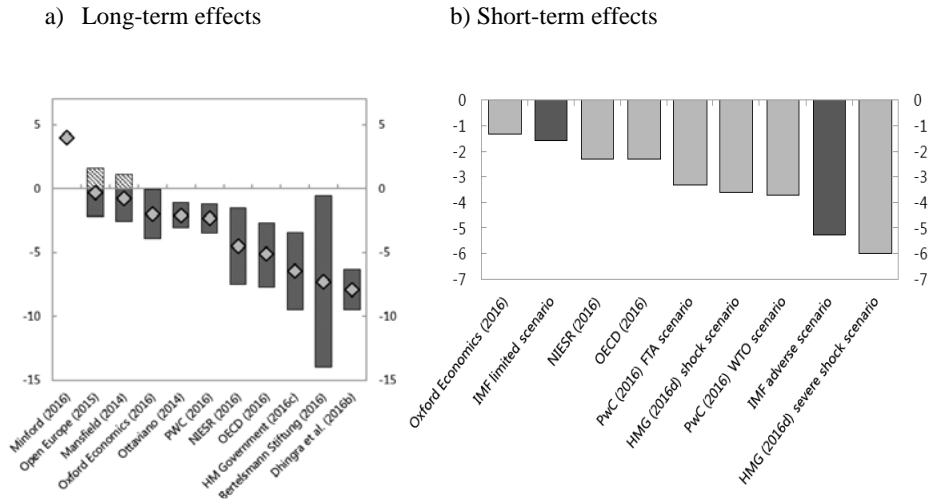 a) Long-term effects
b) Short-term effects
5
0
-5
-10
-15
5
0
-5
-10
-15
Minford (2016)
Open Europe (2015)
Mansfield (2014)
Oxford Economics (2016)
Ottaviano (2014)
PWC (2016)
NIESR (2016)
OECD (2016)
HM Government (2016c)
Bertelsmann Stiftung (2016)
Dhingra et al. (2016b)
0
-1
-2
-3
-4
-5
-6
-7
0
-1
-2
-3
-4
-5
-6
-7
Oxford Economics (2016)
IMF limited scenario
NIESR (2016)
OECD (2016)
PwC (2016) FTA scenario
HMG (2016d) shock scenario
PwC (2016) WTO scenario
IMF adverse scenario
HMG (2016d) severe shock scenario